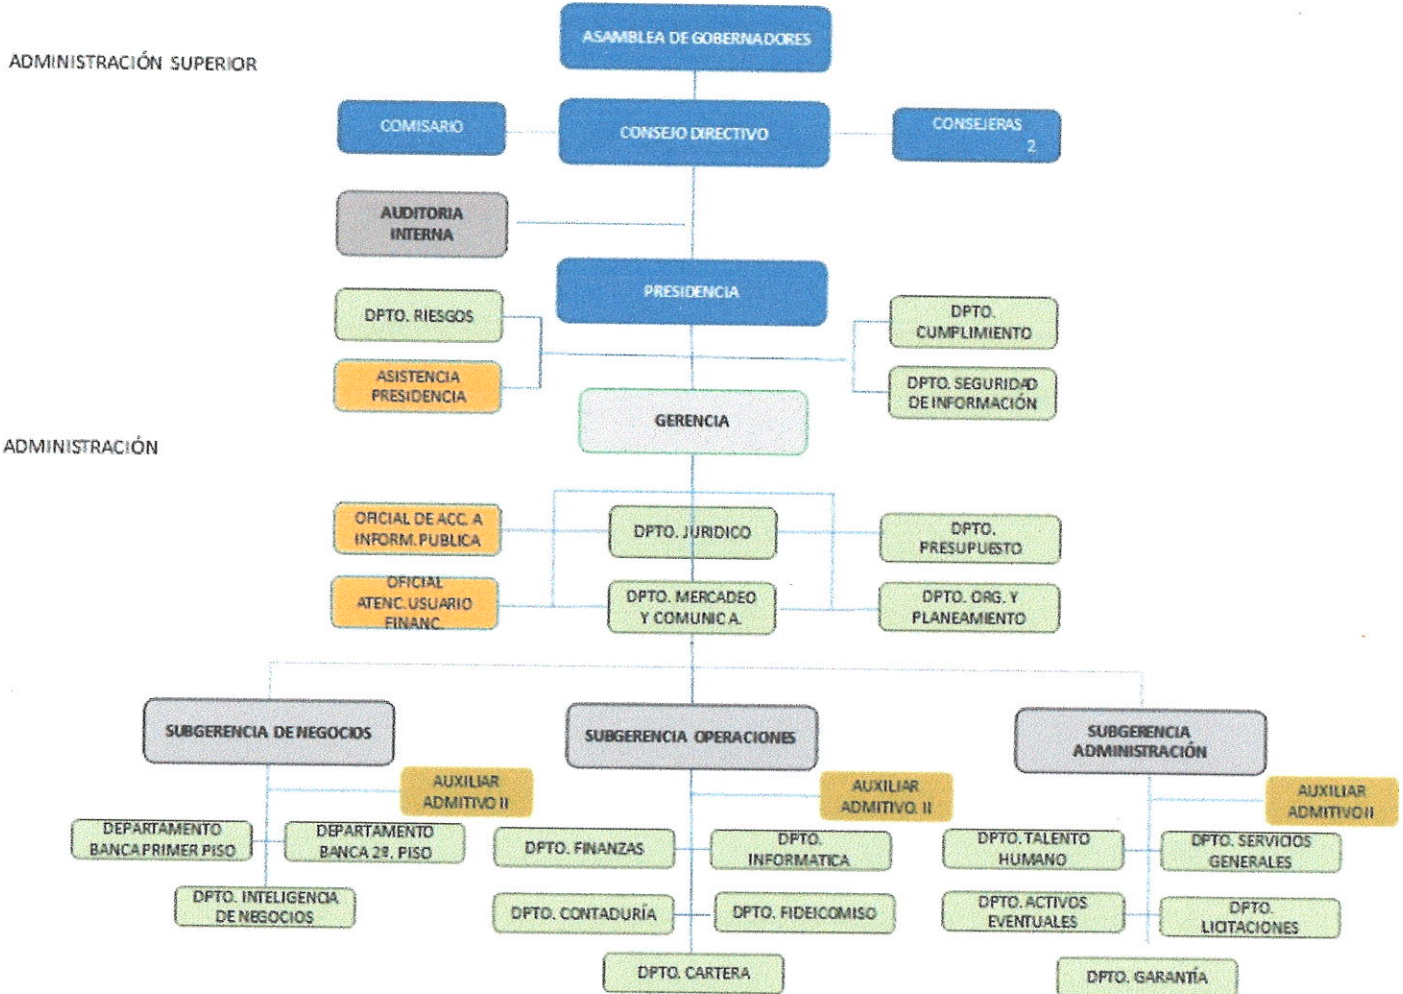 ASAMBLEA DE GOBERNADORES
ADMINISTRACIÓN SUPERIOR
COMISARIO
CONSEJO DIRECTIVO
CONSEJERAS
2
AUDITORIA
INTERNA
PRESIDENCIA
DPTO. RIESGOS
DPTO.
CUMPLIMIENTO
ASISTENCIA
PRESIDENCIA
DPTO. SEGURIDAD
DE INFORMACIÓN
GERENCIA
ADMINISTRACIÓN
OFICIAL DE ACC. A
INFORM. PUBLICA
DPTO. JURIDICO
DPTO.
PRESUPUESTO
OFICIAL
ATENC.USUARIO
FINANC.
DPTO. MERCADEO
Y COMUNICA.
DPTO. ORG. Y
PLANEAMIENTO
SUBGERENCIA DE NEGOCIOS
SUBGERENCIA OPERACIONES
SUBGERENCIA
ADMINISTRACIÓN
AUXILIAR
ADMITIVO II
AUXILIAR
ADMITIVO. II
AUXILIAR
ADMITIVO II
DEPARTAMENTO
BANCA PRIMER PISO
DEPARTAMENTO
BANCA 2º. PISO
DPTO. FINANZAS
DPTO.
INFORMATICA
DPTO. TALENTO
HUMANO
DPTO. SERVICIOS
GENERALES
DPTO. INTELIGENCIA
DE NEGOCIOS
DPTO. CONTADURÍA
DPTO. FIDEICOMISO
DPTO. ACTIVOS
EVENTUALES
DPTO.
LICITACIONES
DPTO. CARTERA
DPTO. GARANTÍA